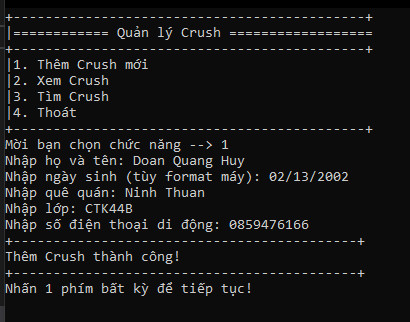 +--------------------------------------------+
|============ Quản lý Crush ==================
+--------------------------------------------+
|1. Thêm Crush mới
|2. Xem Crush
|3. Tìm Crush
|4. Thoát
+--------------------------------------------+
Mời bạn chọn chức năng --> 1
Nhập họ và tên: Doan Quang Huy
Nhập ngày sinh (tùy format máy): 02/13/2002
Nhập quê quán: Ninh Thuan
Nhập lớp: CTK44B
Nhập số điện thoại di động: 0859476166
+-------------------------------------------+
Thêm Crush thành công!
+-------------------------------------------+
Nhấn 1 phím bất kỳ để tiếp tục!